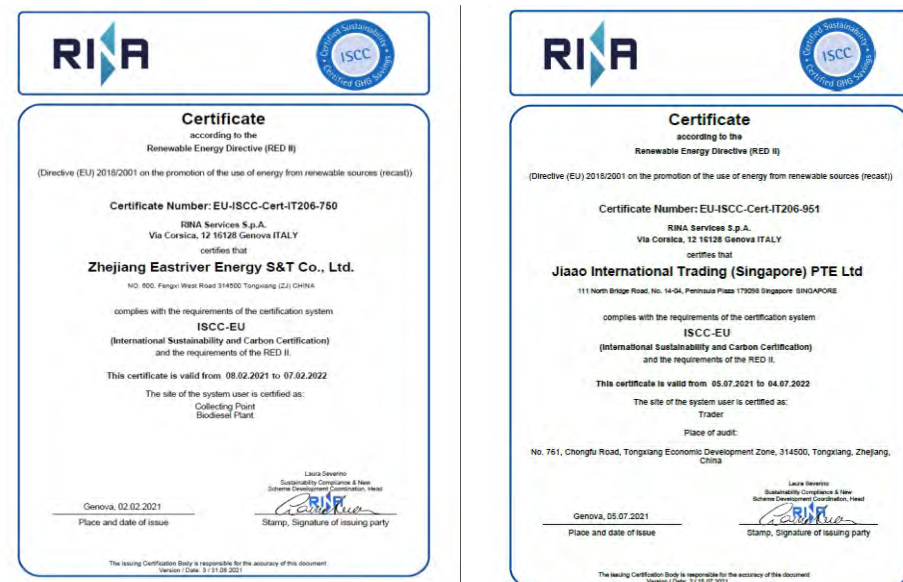 RINA
Certified Sustainability
ISCC
Certified GHG Savings
Certificate
according to the
Renewable Energy Directive (RED II)
(Directive (EU) 2018/2001 on the promotion of the use of energy from renewable sources (recast))
Certificate Number: EU-ISCC-Cert-IT206-750
RINA Services S.p.A.
Via Corsica, 12 16128 Genova ITALY
certifies that
Zhejiang Eastriver Energy S&T Co., Ltd.
NO. 600, Fengxi West Road 314500 Tongxiang (ZJ) CHINA
complies with the requirements of the certification system
ISCC-EU
(International Sustainability and Carbon Certification)
and the requirements of the RED II.
This certificate is valid from 08.02.2021 to 07.02.2022
The site of the system user is certified as:
Collecting Point
Biodiesel Plant
Laura Severino
Sustainability Compliance & New
Scheme Development Coordination, Head
RINA
Genova, 02.02.2021
Place and date of issue
Stamp, Signature of issuing party
The issuing Certification Body is responsible for the accuracy of this document
Version / Date: 3 / 31.08 2021
RINA
Certified Sustainability
ISCC
Certified GHG Savings
Certificate
according to the
Renewable Energy Directive (RED II)
(Directive (EU) 2018/2001 on the promotion of the use of energy from renewable sources (recast))
Certificate Number: EU-ISCC-Cert-IT206-951
RINA Services S.p.A.
Via Corsica, 12 16128 Genova ITALY
certifies that
Jiaao International Trading (Singapore) PTE Ltd
111 North Bridge Road, No. 14-04, Peninsula Plaza 179098 Singapore SINGAPORE
complies with the requirements of the certification system
ISCC-EU
(International Sustainability and Carbon Certification)
and the requirements of the RED II.
This certificate is valid from 05.07.2021 to 04.07.2022
The site of the system user is certified as:
Trader
Place of audit:
No. 761, Chongfu Road, Tongxiang Economic Development Zone, 314500, Tongxiang, Zhejiang,
China
Laura Severino
Sustainability Compliance & New
Scheme Development Coordination, Head
RINA
Genova, 05.07.2021
Place and date of issue
Stamp, Signature of issuing party
The issuing Certification Body is responsible for the accuracy of this document